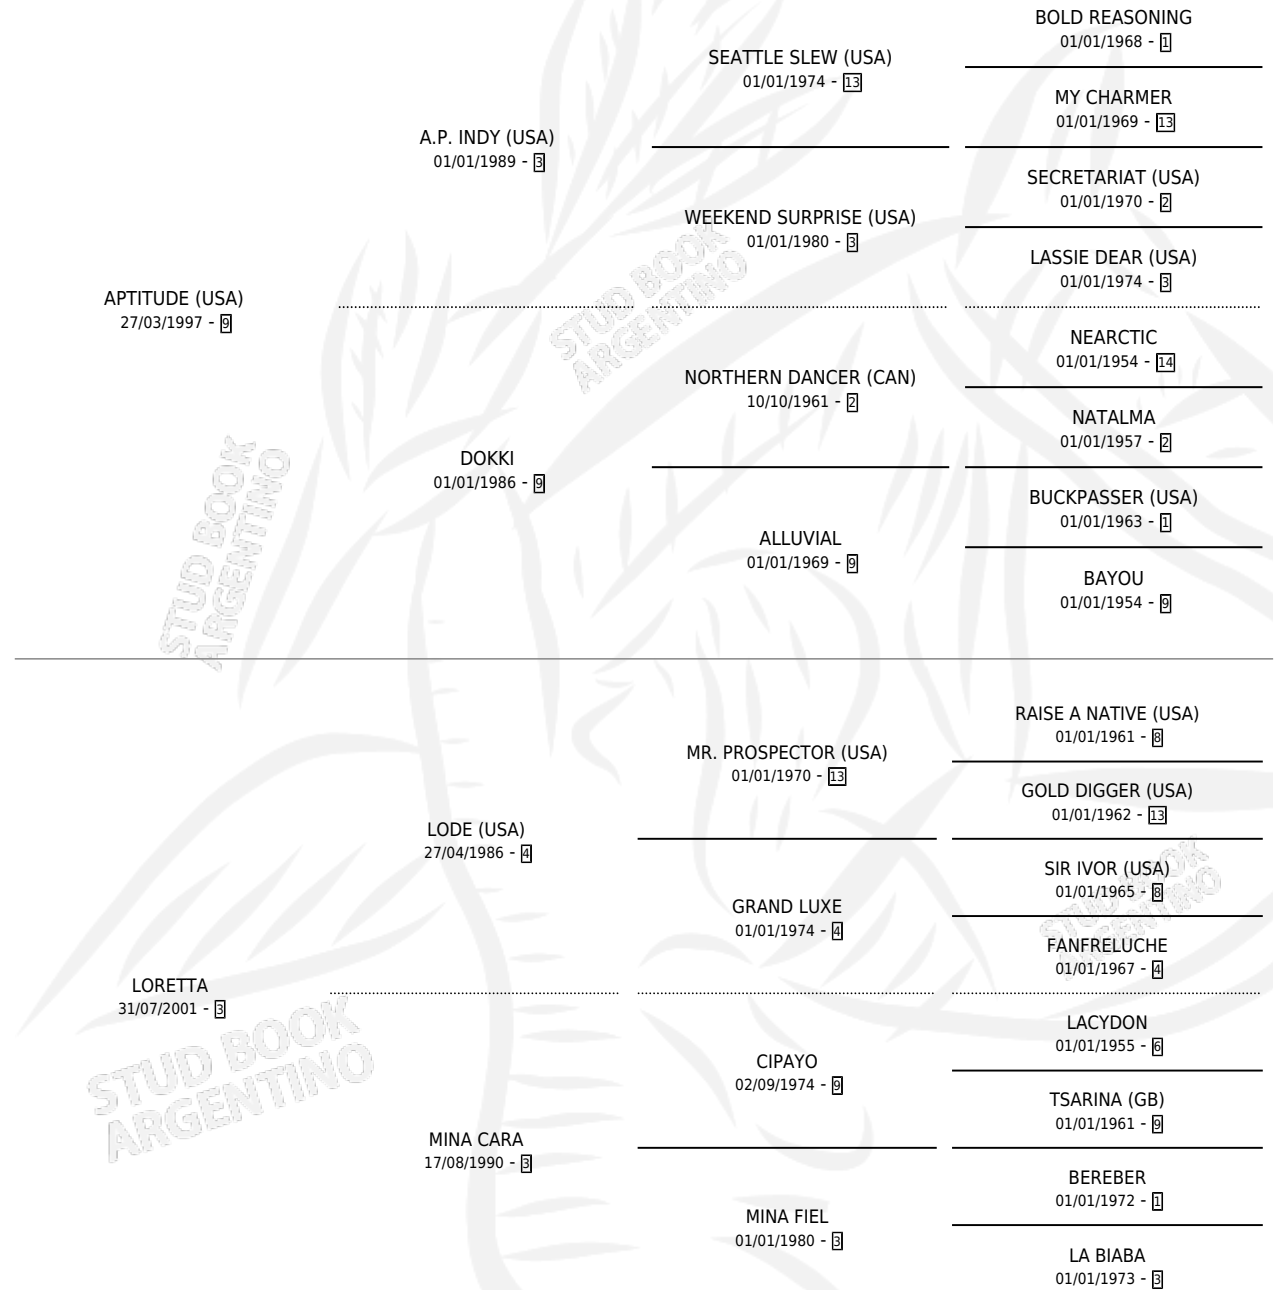 BOLD REASONING
01/01/1968 - 1
SEATTLE SLEW (USA)
01/01/1974 - 13
MY CHARMER
01/01/1969 - 13
A.P. INDY (USA)
01/01/1989 - 3
SECRETARIAT (USA)
01/01/1970 - 2
WEEKEND SURPRISE (USA)
01/01/1980 - 3
LASSIE DEAR (USA)
01/01/1974 - 3
APTITUDE (USA)
27/03/1997 - 9
STUD BOOK
ARGENTINO
NEARCTIC
01/01/1954 - 14
NORTHERN DANCER (CAN)
10/10/1961 - 2
NATALMA
01/01/1957 - 2
DOKKI
01/01/1986 - 9
STUD BOOK
ARGENTINO
BUCKPASSER (USA)
01/01/1963 - 1
ALLUVIAL
01/01/1969 - 9
BAYOU
01/01/1954 - 9
RAISE A NATIVE (USA)
01/01/1961 - 8
MR. PROSPECTOR (USA)
01/01/1970 - 13
GOLD DIGGER (USA)
01/01/1962 - 13
LODE (USA)
27/04/1986 - 4
SIR IVOR (USA)
01/01/1965 - 8
STUD BOOK
ARGENTINO
GRAND LUXE
01/01/1974 - 4
FANFRELUCHE
01/01/1967 - 4
LORETTA
31/07/2001 - 3
STUD BOOK
ARGENTINO
LACYDON
01/01/1955 - 6
CIPAYO
02/09/1974 - 9
TSARINA (GB)
01/01/1961 - 9
MINA CARA
17/08/1990 - 3
BEREBER
01/01/1972 - 1
MINA FIEL
01/01/1980 - 3
LA BIABA
01/01/1973 - 3